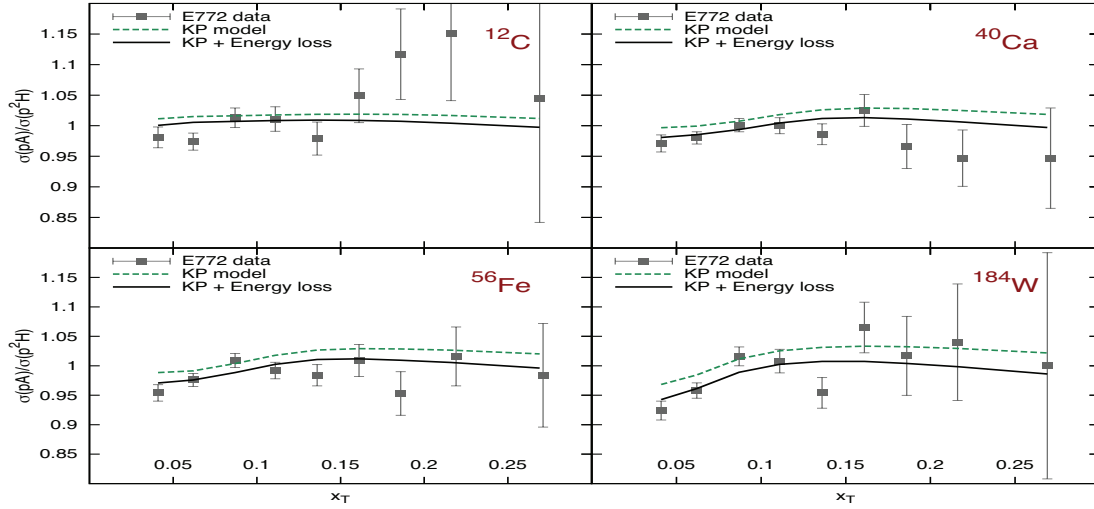 E772 data
KP model
KP + Energy loss
¹²C
1.15
1.1
1.05
1
0.95
0.9
0.85
σ(pA)/σ(p²H)
E772 data
KP model
KP + Energy loss
⁴⁰Ca
E772 data
KP model
KP + Energy loss
⁵⁶Fe
1.15
1.1
1.05
1
0.95
0.9
0.85
σ(pA)/σ(p²H)
0.05 0.1 0.15 0.2 0.25
x_T
E772 data
KP model
KP + Energy loss
¹⁸⁴W
0.05 0.1 0.15 0.2 0.25
x_T